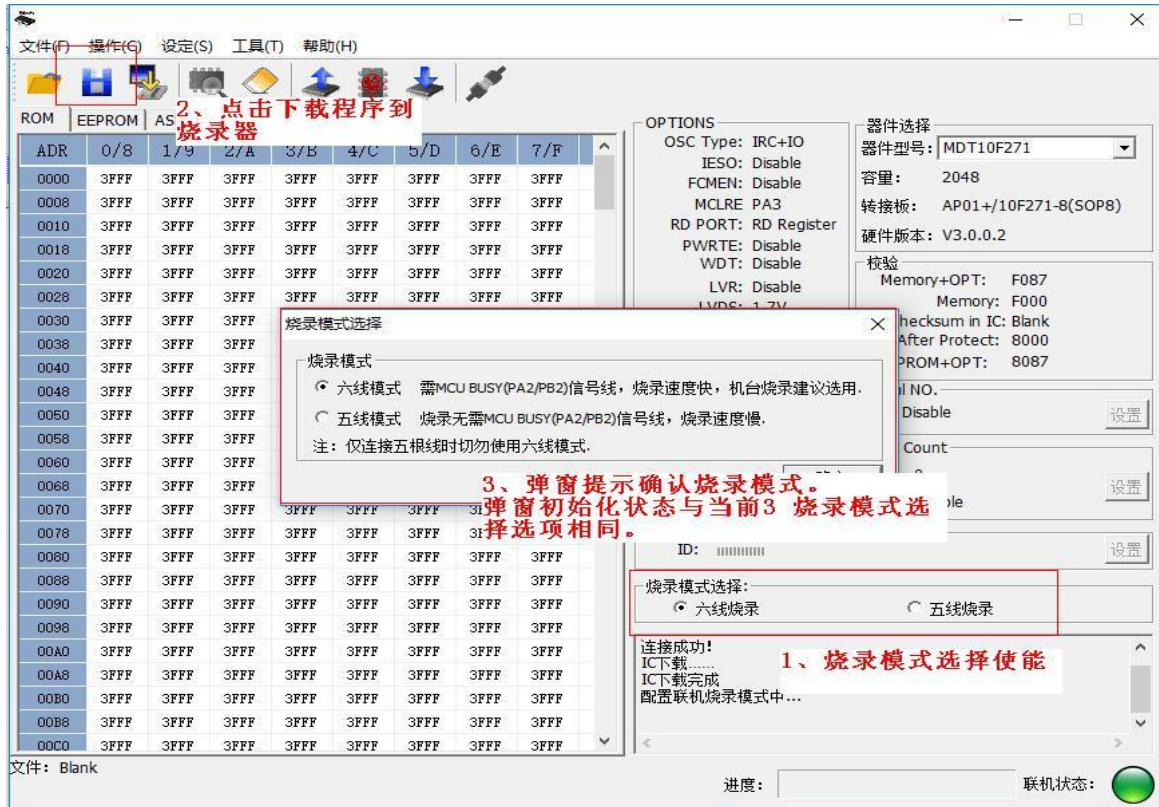 文件(F) 操作(C) 设定(S) 工具(T) 帮助(H)
2、点击下载程序到
烧录器
ROM EEPROM AS
ADR 0/8 1/9 2/A 3/B 4/C 5/D 6/E 7/F
0000 3FFF 3FFF 3FFF 3FFF 3FFF 3FFF 3FFF 3FFF
0008 3FFF 3FFF 3FFF 3FFF 3FFF 3FFF 3FFF 3FFF
0010 3FFF 3FFF 3FFF 3FFF 3FFF 3FFF 3FFF 3FFF
0018 3FFF 3FFF 3FFF 3FFF 3FFF 3FFF 3FFF 3FFF
0020 3FFF 3FFF 3FFF 3FFF 3FFF 3FFF 3FFF 3FFF
0028 3FFF 3FFF 3FFF 3FFF 3FFF 3FFF 3FFF 3FFF
0030 3FFF 3FFF 3FFF
0038 3FFF 3FFF 3FFF
0040 3FFF 3FFF 3FFF
0048 3FFF 3FFF 3FFF
0050 3FFF 3FFF 3FFF
0058 3FFF 3FFF 3FFF
0060 3FFF 3FFF 3FFF
0068 3FFF 3FFF 3FFF
0070 3FFF 3FFF 3FFF 3FFF 3FFF 3FFF
0078 3FFF 3FFF 3FFF 3FFF 3FFF 3FFF
0080 3FFF 3FFF 3FFF 3FFF 3FFF 3FFF 3FFF 3FFF
0088 3FFF 3FFF 3FFF 3FFF 3FFF 3FFF 3FFF 3FFF
0090 3FFF 3FFF 3FFF 3FFF 3FFF 3FFF 3FFF 3FFF
0098 3FFF 3FFF 3FFF 3FFF 3FFF 3FFF 3FFF 3FFF
00A0 3FFF 3FFF 3FFF 3FFF 3FFF 3FFF 3FFF 3FFF
00A8 3FFF 3FFF 3FFF 3FFF 3FFF 3FFF 3FFF 3FFF
00B0 3FFF 3FFF 3FFF 3FFF 3FFF 3FFF 3FFF 3FFF
00B8 3FFF 3FFF 3FFF 3FFF 3FFF 3FFF 3FFF 3FFF
00C0 3FFF 3FFF 3FFF 3FFF 3FFF 3FFF 3FFF 3FFF
OPTIONS
OSC Type: IRC+IO
IESO: Disable
FCMEN: Disable
MCLRE PA3
RD PORT: RD Register
PWRTE: Disable
WDT: Disable
LVR: Disable
LVDS: 1.7V
器件选择
器件型号: MDT10F271
容量: 2048
转接板: AP01+/10F271-8(SOP8)
硬件版本: V3.0.0.2
校验
Memory+OPT: F087
Memory: F000
hecksum in IC: Blank
After Protect: 8000
PROM+OPT: 8087
NO.
Disable 设置
Count
设置
烧录模式选择
烧录模式
六线模式 需MCU BUSY(PA2/PB2)信号线，烧录速度快，机台烧录建议选用.
五线模式 烧录无需MCU BUSY(PA2/PB2)信号线，烧录速度慢.
注：仅连接五根线时切勿使用六线模式.
3、弹窗提示确认烧录模式。
弹窗初始化状态与当前3 烧录模式选
择选项相同。
ID: 设置
烧录模式选择:
六线烧录 五线烧录
1、烧录模式选择使能
连接成功!
IC下载......
IC下载完成
配置联机烧录模式中...
文件: Blank
进度: 联机状态: